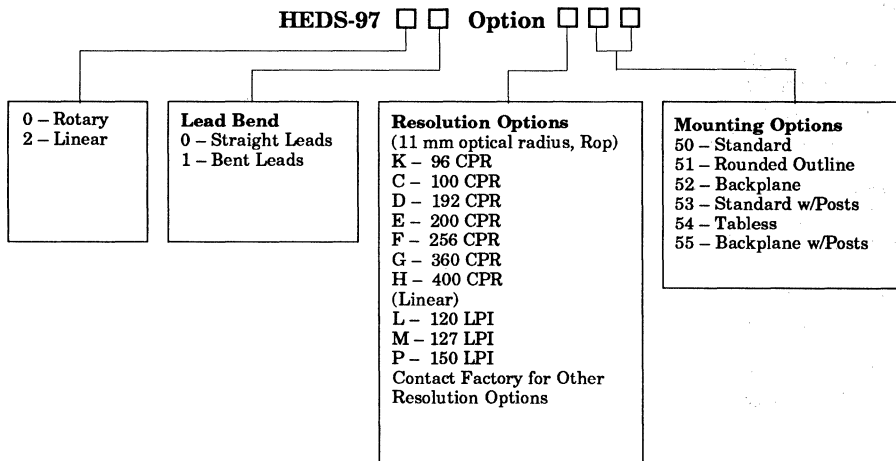 HEDS-97 □ □ Option □ □ □
0 – Rotary
2 – Linear
Lead Bend
0 – Straight Leads
1 – Bent Leads
Resolution Options
(11 mm optical radius, Rop)
K – 96 CPR
C – 100 CPR
D – 192 CPR
E – 200 CPR
F – 256 CPR
G – 360 CPR
H – 400 CPR
(Linear)
L – 120 LPI
M – 127 LPI
P – 150 LPI
Contact Factory for Other
Resolution Options
Mounting Options
50 – Standard
51 – Rounded Outline
52 – Backplane
53 – Standard w/Posts
54 – Tabless
55 – Backplane w/Posts